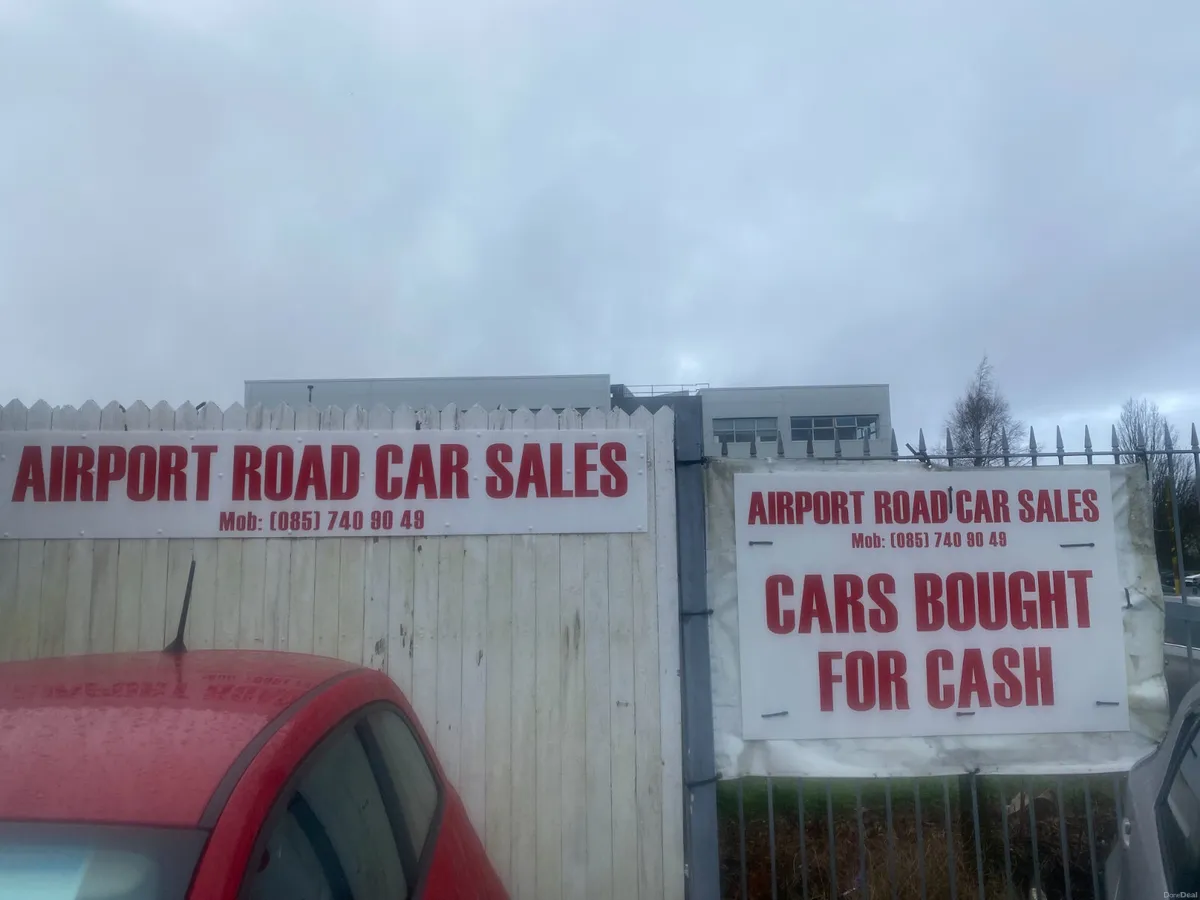 AIRPORT ROAD CAR SALES
Mob: (085) 740 90 49
AIRPORT ROAD CAR SALES
Mob: (085) 740 90 49
CARS BOUGHT
FOR CASH
DoneDeal